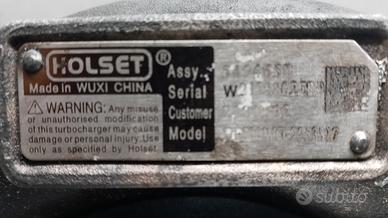 HOLSET®
Made in WUXI CHINA
⚠ WARNING: Any misuse
or unauthorised modification
of this turbocharger may cause
damage or personal injury. Use
only as specified by Holset.
Assy
Serial
Customer
Model
subito